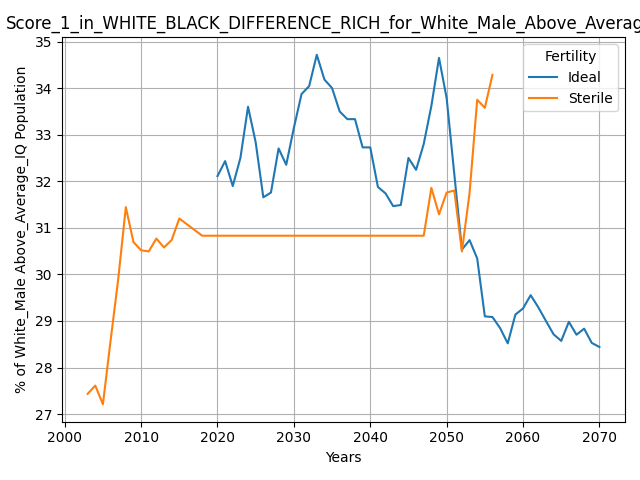 Score_1_in_WHITE_BLACK_DIFFERENCE_RICH_for_White_Male_Above_Averag
35
34
33
32
31
30
29
28
27
% of White_Male Above_Average_IQ Population
Fertility
Ideal
Sterile
2000 2010 2020 2030 2040 2050 2060 2070
Years